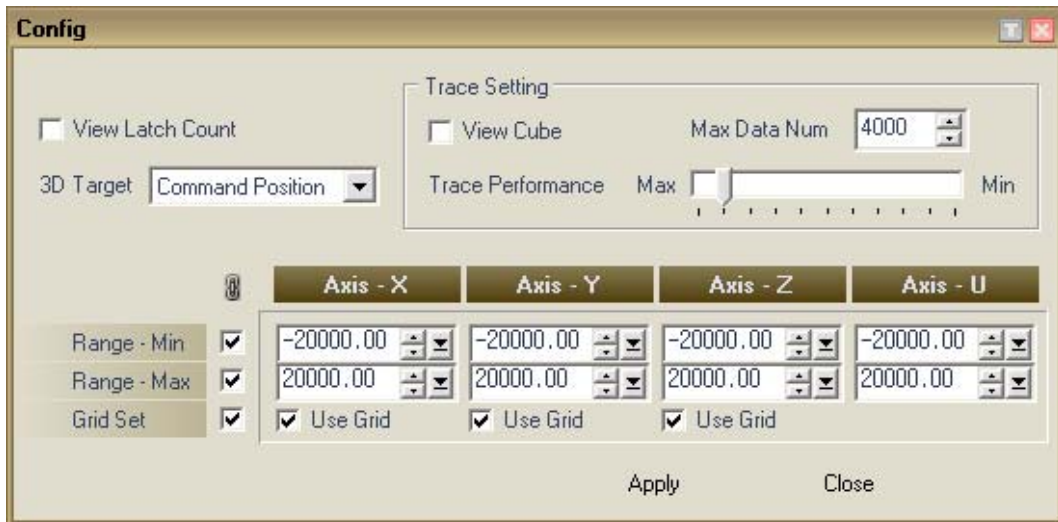 Config
Trace Setting
View Latch Count
View Cube
Max Data Num 4000
3D Target Command Position
Trace Performance Max Min
Axis - X Axis - Y Axis - Z Axis - U
Range - Min -20000.00 -20000.00 -20000.00 -20000.00
Range - Max 20000.00 20000.00 20000.00 20000.00
Grid Set Use Grid Use Grid Use Grid
Apply Close